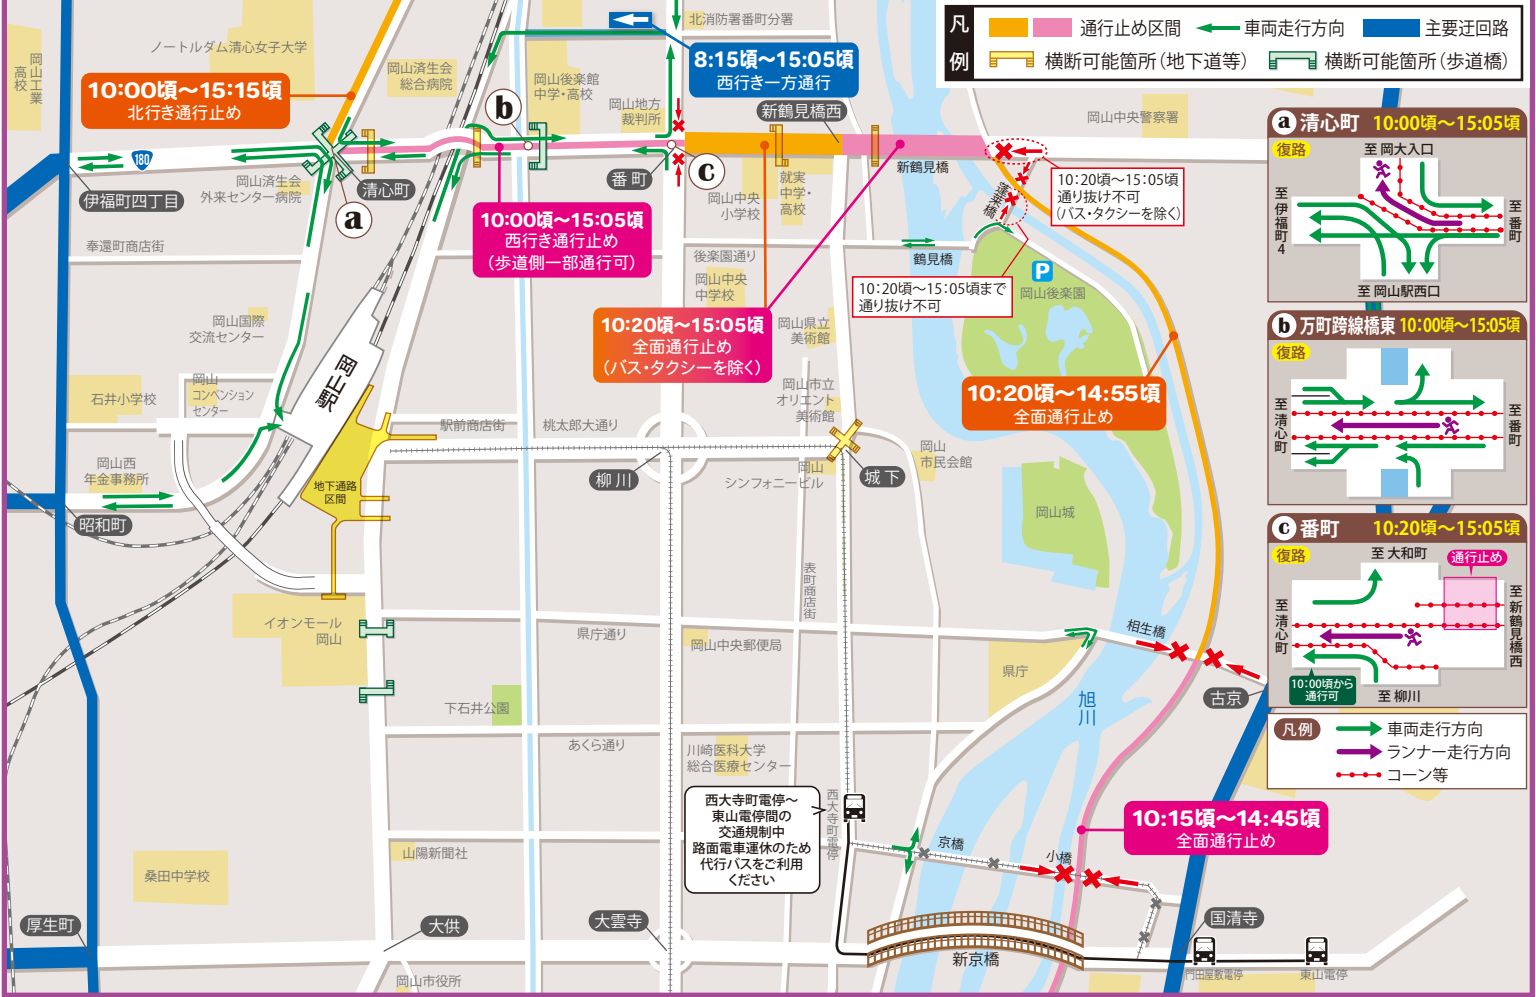 凡例
通行止め区間
車両走行方向
主要迂回路
横断可能箇所(地下道等)
横断可能箇所(歩道橋)
北消防署番町分署
ノートルダム清心女子大学
岡山工業
高校
10:00頃〜15:15頃
北行き通行止め
岡山済生会
総合病院
岡山後楽館
中学・高校
8:15頃〜15:05頃
西行き一方通行
岡山地方
裁判所
新鶴見橋西
岡山中央警察署
180
伊福町四丁目
岡山済生会
外来センター病院
清心町
a
b
c
番町
10:00頃〜15:05頃
西行き通行止め
(歩道側一部通行可)
岡山中央
小学校
就実
中学・
高校
新鶴見橋
蓬莱橋
10:20頃〜15:05頃
通り抜け不可
(バス・タクシーを除く)
奉還町商店街
後楽園通り
鶴見橋
岡山中央
中学校
10:20頃〜15:05頃まで
通り抜け不可
P
岡山後楽園
10:20頃〜15:05頃
全面通行止め
(バス・タクシーを除く)
岡山国際
交流センター
岡山県立
美術館
岡山駅
岡山
コンベンション
センター
石井小学校
岡山市立
オリエント
美術館
10:20頃〜14:55頃
全面通行止め
駅前商店街
桃太郎大通り
岡山
市民会館
岡山西
年金事務所
地下通路
区間
柳川
岡山
シンフォニービル
城下
昭和町
岡山城
表町商店街
イオンモール
岡山
県庁通り
岡山中央郵便局
相生橋
県庁
古京
旭川
下石井公園
あくら通り
川崎医科大学
総合医療センター
西大寺町電停〜
東山電停間の
交通規制中
路面電車運休のため
代行バスをご利用
ください
西大寺町電停
10:15頃〜14:45頃
全面通行止め
京橋
小橋
山陽新聞社
桑田中学校
厚生町
大供
大雲寺
国清寺
新京橋
門田屋敷電停
東山電停
岡山市役所
a 清心町 10:00頃〜15:05頃
復路
至 岡大入口
至伊福町4
至番町
至 岡山駅西口
b 万町跨線橋東 10:00頃〜15:05頃
復路
至清心町
至番町
c 番町 10:20頃〜15:05頃
復路
至 大和町
通行止め
至清心町
至新鶴見橋西
10:00頃から
通行可
至 柳川
凡例
車両走行方向
ランナー走行方向
コーン等